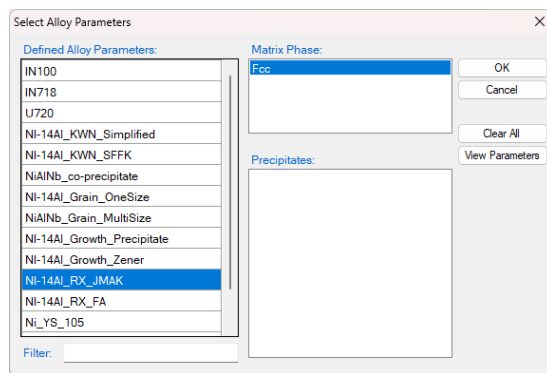 Select Alloy Parameters
Defined Alloy Parameters:
IN100
IN718
U720
NI-14Al_KWN_Simplified
NI-14Al_KWN_SFFK
NiAlNb_co-precipitate
NI-14Al_Grain_OneSize
NiAlNb_Grain_MultiSize
NI-14Al_Growth_Precipitate
NI-14Al_Growth_Zener
NI-14Al_RX_JMAK
NI-14Al_RX_FA
Ni_YS_105
Filter:
Matrix Phase:
Fcc
Precipitates:
OK
Cancel
Clear All
View Parameters